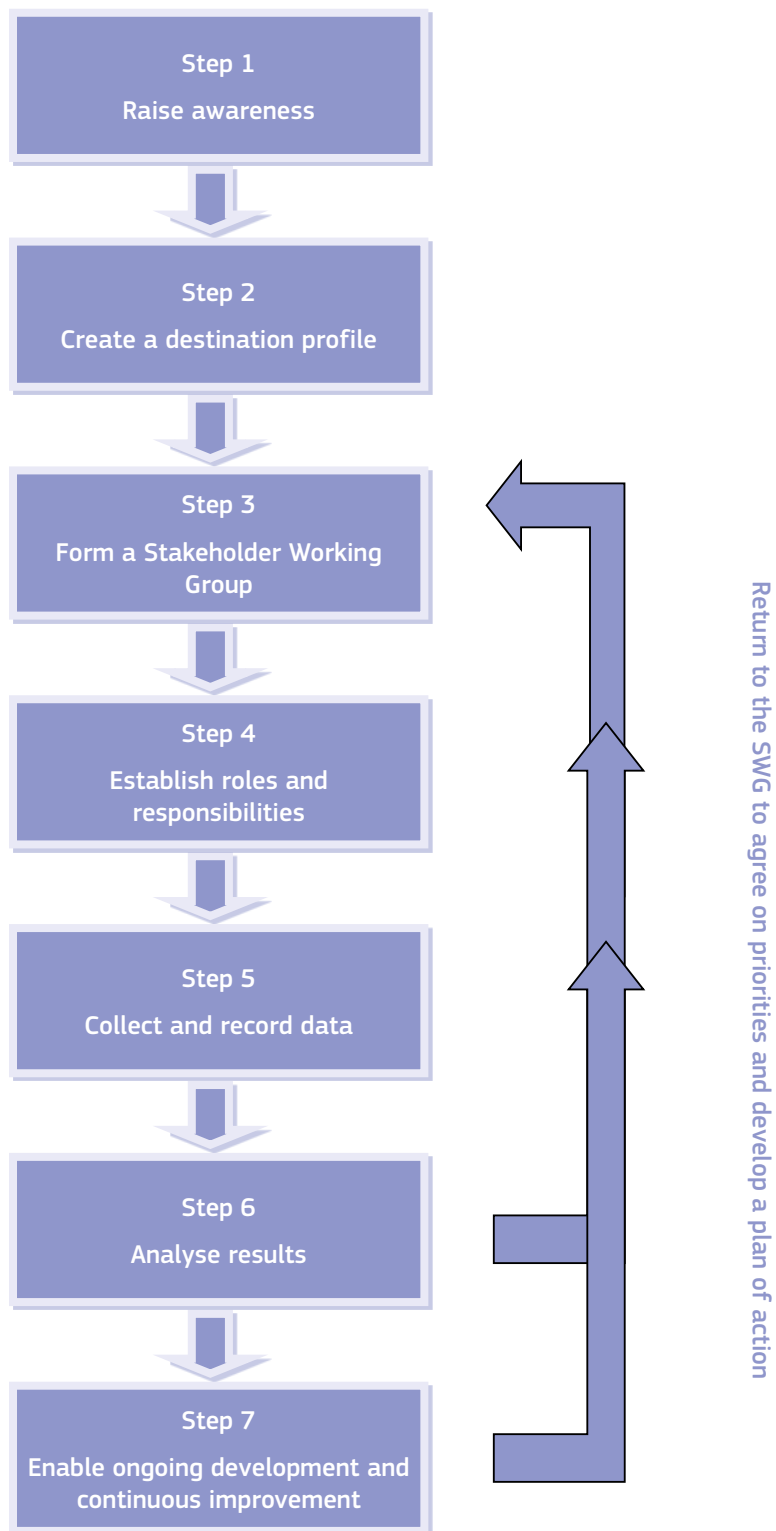 Step 1
Raise awareness
Step 2
Create a destination profile
Step 3
Form a Stakeholder Working
Group
Step 4
Establish roles and
responsibilities
Step 5
Collect and record data
Step 6
Analyse results
Step 7
Enable ongoing development and
continuous improvement
Return to the SWG to agree on priorities and develop a plan of action